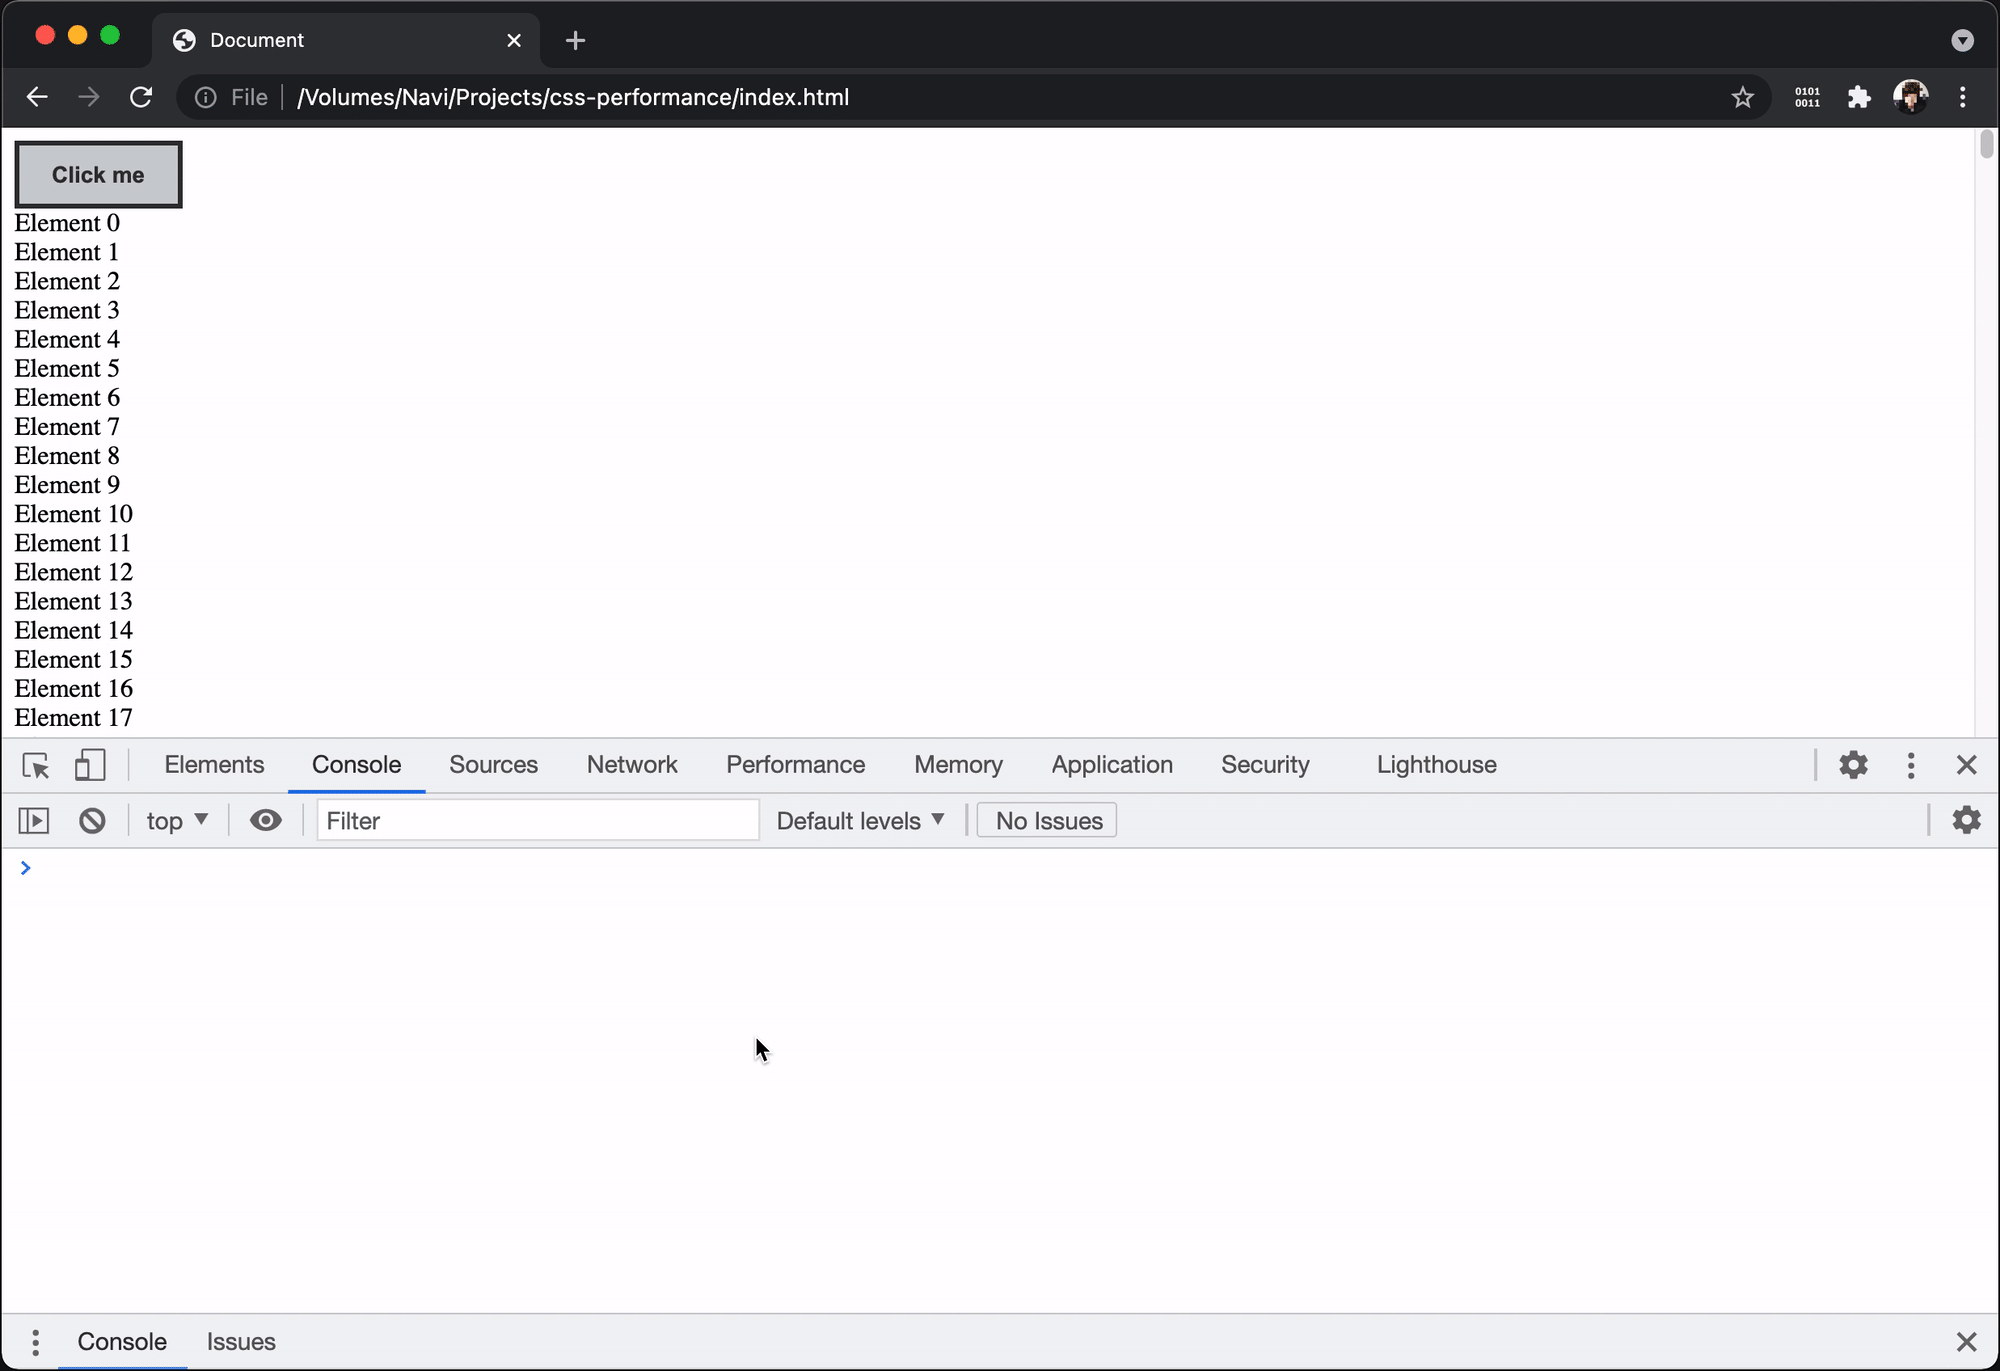 Document
File /Volumes/Navi/Projects/css-performance/index.html 0101
0011
Click me
Element 0
Element 1
Element 2
Element 3
Element 4
Element 5
Element 6
Element 7
Element 8
Element 9
Element 10
Element 11
Element 12
Element 13
Element 14
Element 15
Element 16
Element 17
Elements Console Sources Network Performance Memory Application Security Lighthouse
top Filter Default levels No Issues
Console Issues